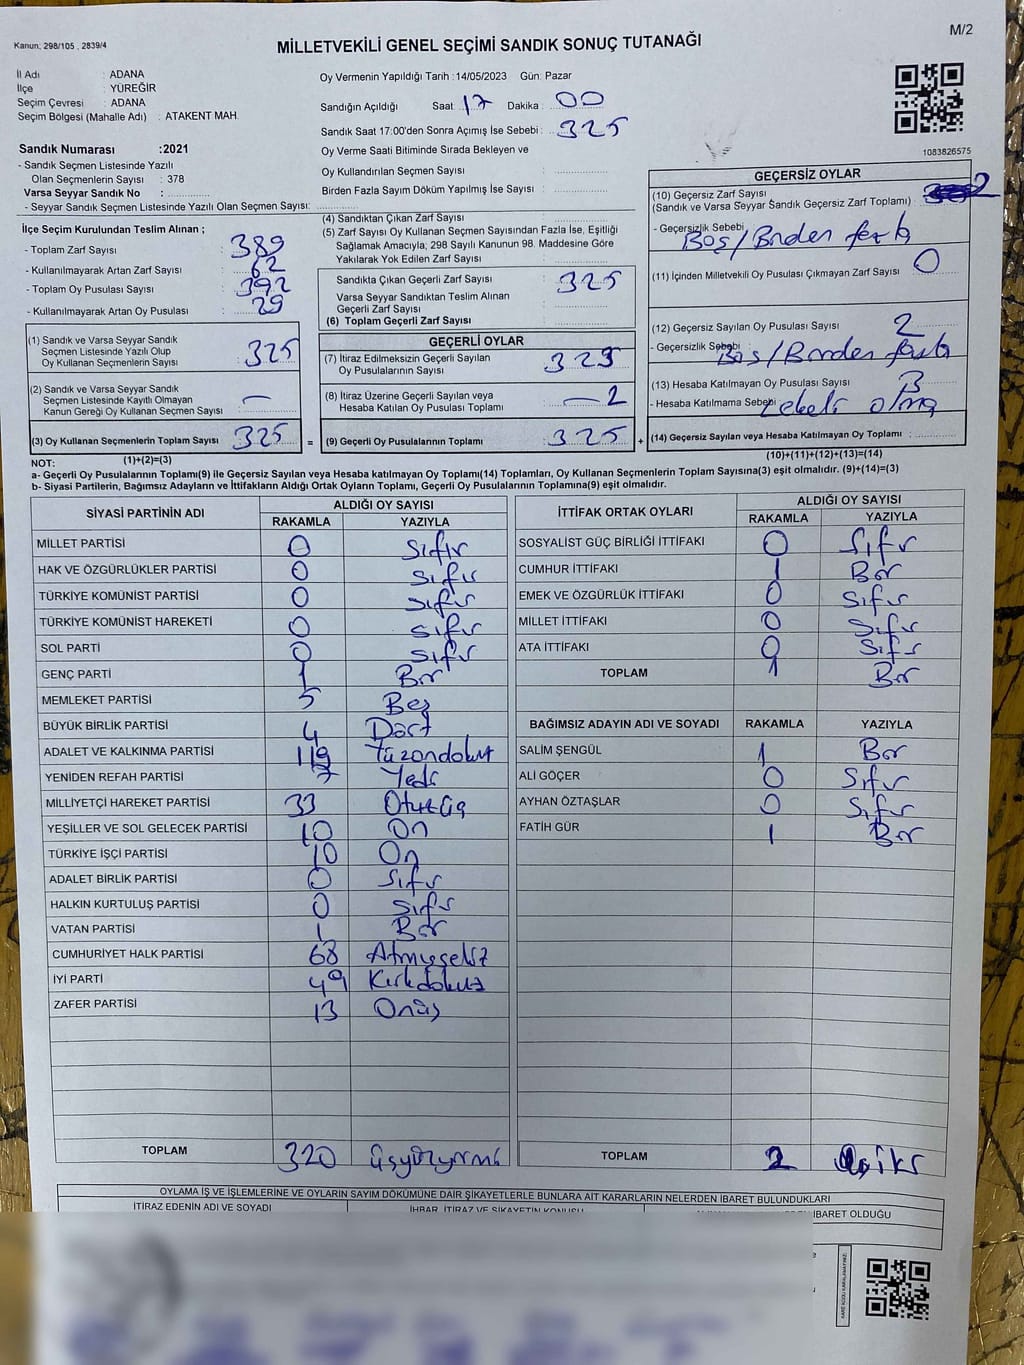 Kanun; 298/105 , 2839/4
M/2
MİLLETVEKİLİ GENEL SEÇİMİ SANDIK SONUÇ TUTANAĞI
İl Adı : ADANA
İlçe : YÜREĞİR
Seçim Çevresi : ADANA
Seçim Bölgesi (Mahalle Adı) : ATAKENT MAH.
Sandık Numarası :2021
- Sandık Seçmen Listesinde Yazılı
Olan Seçmenlerin Sayısı : 378
Varsa Seyyar Sandık No :
- Seyyar Sandık Seçmen Listesinde Yazılı Olan Seçmen Sayısı:
Oy Vermenin Yapıldığı Tarih :14/05/2023 Gün: Pazar
Sandığın Açıldığı Saat: 17 Dakika : 00
Sandık Saat 17:00'den Sonra Açımış İse Sebebi : 325
Oy Verme Saati Bitiminde Sırada Bekleyen ve
Oy Kullandırılan Seçmen Sayısı :
Birden Fazla Sayım Döküm Yapılmış İse Sayısı :
1083826575
İlçe Seçim Kurulundan Teslim Alınan ;
- Toplam Zarf Sayısı : 389
- Kullanılmayarak Artan Zarf Sayısı : 62
- Toplam Oy Pusulası Sayısı : 392
- Kullanılmayarak Artan Oy Pusulası : 29
(1) Sandık ve Varsa Seyyar Sandık
Seçmen Listesinde Yazılı Olup
Oy Kullanan Seçmenlerin Sayısı : 325
(2) Sandık ve Varsa Seyyar Sandık
Seçmen Listesinde Kayıtlı Olmayan
Kanun Gereği Oy Kullanan Seçmen Sayısı : —
(3) Oy Kullanan Seçmenlerin Toplam Sayısı 325
(1)+(2)=(3)
(4) Sandıktan Çıkan Zarf Sayısı :
(5) Zarf Sayısı Oy Kullanan Seçmen Sayısından Fazla İse, Eşitliği
Sağlamak Amacıyla; 298 Sayılı Kanunun 98. Maddesine Göre
Yakılarak Yok Edilen Zarf Sayısı :
Sandıkta Çıkan Geçerli Zarf Sayısı : 325
Varsa Seyyar Sandıktan Teslim Alınan
Geçerli Zarf Sayısı :
(6) Toplam Geçerli Zarf Sayısı :
GEÇERLİ OYLAR
(7) İtiraz Edilmeksizin Geçerli Sayılan
Oy Pusulalarının Sayısı : 323
(8) İtiraz Üzerine Geçerli Sayılan veya
Hesaba Katılan Oy Pusulası Toplamı : — 2
= (9) Geçerli Oy Pusulalarının Toplamı : 325 +
GEÇERSİZ OYLAR
(10) Geçersiz Zarf Sayısı : 2
(Sandık ve Varsa Seyyar Sandık Geçersiz Zarf Toplamı)
- Geçersizlik Sebebi :
Boş/Birden fazla
(11) İçinden Milletvekili Oy Pusulası Çıkmayan Zarf Sayısı : 0
(12) Geçersiz Sayılan Oy Pusulası Sayısı : 2
- Geçersizlik Sebebi : Boş/Birden fazla
(13) Hesaba Katılmayan Oy Pusulası Sayısı : 3
- Hesaba Katılmama Sebebi : Lekeli olma
(14) Geçersiz Sayılan veya Hesaba Katılmayan Oy Toplamı :
(10)+(11)+(12)+(13)=(14)
NOT:
a- Geçerli Oy Pusulalarının Toplamı(9) ile Geçersiz Sayılan veya Hesaba katılmayan Oy Toplamı(14) Toplamları, Oy Kullanan Seçmenlerin Toplam Sayısına(3) eşit olmalıdır. (9)+(14)=(3)
b- Siyasi Partilerin, Bağımsız Adayların ve İttifakların Aldığı Ortak Oyların Toplamı, Geçerli Oy Pusulalarının Toplamına(9) eşit olmalıdır.
SİYASİ PARTİNİN ADI
ALDIĞI OY SAYISI
RAKAMLA YAZIYLA
MİLLET PARTİSİ 0 Sıfır
HAK VE ÖZGÜRLÜKLER PARTİSİ 0 Sıfır
TÜRKİYE KOMÜNİST PARTİSİ 0 Sıfır
TÜRKİYE KOMÜNİST HAREKETİ 0 Sıfır
SOL PARTİ 0 Sıfır
GENÇ PARTİ 1 Bir
MEMLEKET PARTİSİ 5 Beş
BÜYÜK BİRLİK PARTİSİ 4 Dört
ADALET VE KALKINMA PARTİSİ 119 Yüzondokuz
YENİDEN REFAH PARTİSİ 7 Yedi
MİLLİYETÇİ HAREKET PARTİSİ 33 Otuzüç
YEŞİLLER VE SOL GELECEK PARTİSİ 10 On
TÜRKİYE İŞÇİ PARTİSİ 10 On
ADALET BİRLİK PARTİSİ 0 Sıfır
HALKIN KURTULUŞ PARTİSİ 0 Sıfır
VATAN PARTİSİ 1 Bir
CUMHURİYET HALK PARTİSİ 68 Atmışsekiz
İYİ PARTİ 49 Kırkdokuz
ZAFER PARTİSİ 13 Onüş
TOPLAM 320 üşyüzyirmi
İTTİFAK ORTAK OYLARI
ALDIĞI OY SAYISI
RAKAMLA YAZIYLA
SOSYALİST GÜÇ BİRLİĞİ İTTİFAKI 0 Sıfır
CUMHUR İTTİFAKI 1 Bir
EMEK VE ÖZGÜRLÜK İTTİFAKI 0 Sıfır
MİLLET İTTİFAKI 0 Sıfır
ATA İTTİFAKI 0 Sıfır
TOPLAM 1 Bir
BAĞIMSIZ ADAYIN ADI VE SOYADI RAKAMLA YAZIYLA
SALİM ŞENGÜL 1 Bir
ALİ GÖÇER 0 Sıfır
AYHAN ÖZTAŞLAR 0 Sıfır
FATİH GÜR 1 Bir
TOPLAM 2 iki
OYLAMA İŞ VE İŞLEMLERİNE VE OYLARIN SAYIM DÖKÜMÜNE DAİR ŞİKAYETLERLE BUNLARA AİT KARARLARIN NELERDEN İBARET BULUNDUKLARI
İTİRAZ EDENİN ADI VE SOYADI
İHBAR, İTİRAZ VE ŞİKAYETİN KONUSU
İBARET OLDUĞU